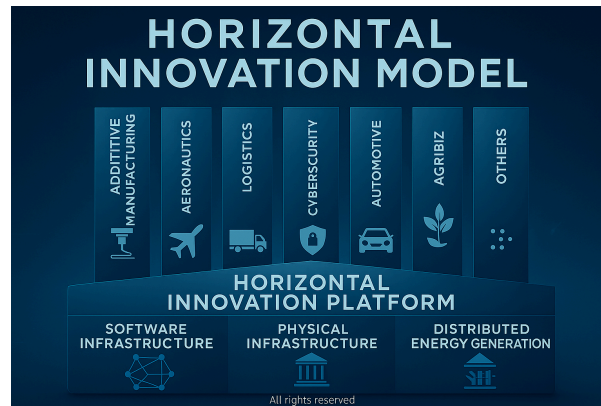 HORIZONTAL
INNOVATION MODEL
ADDITITIVE
MANUFACTURING
AERONAUTICS
LOGISTICS
CYBERSCURITY
AUTOMOTIVE
AGRIBIZ
OTHERS
HORIZONTAL
INNOVATION PLATFORM
SOFTWARE
INFRASTRUCTURE
PHYSICAL
INFRASTRUCTURE
DISTRIBUTED
ENERGY GENERATION
All rights reserved